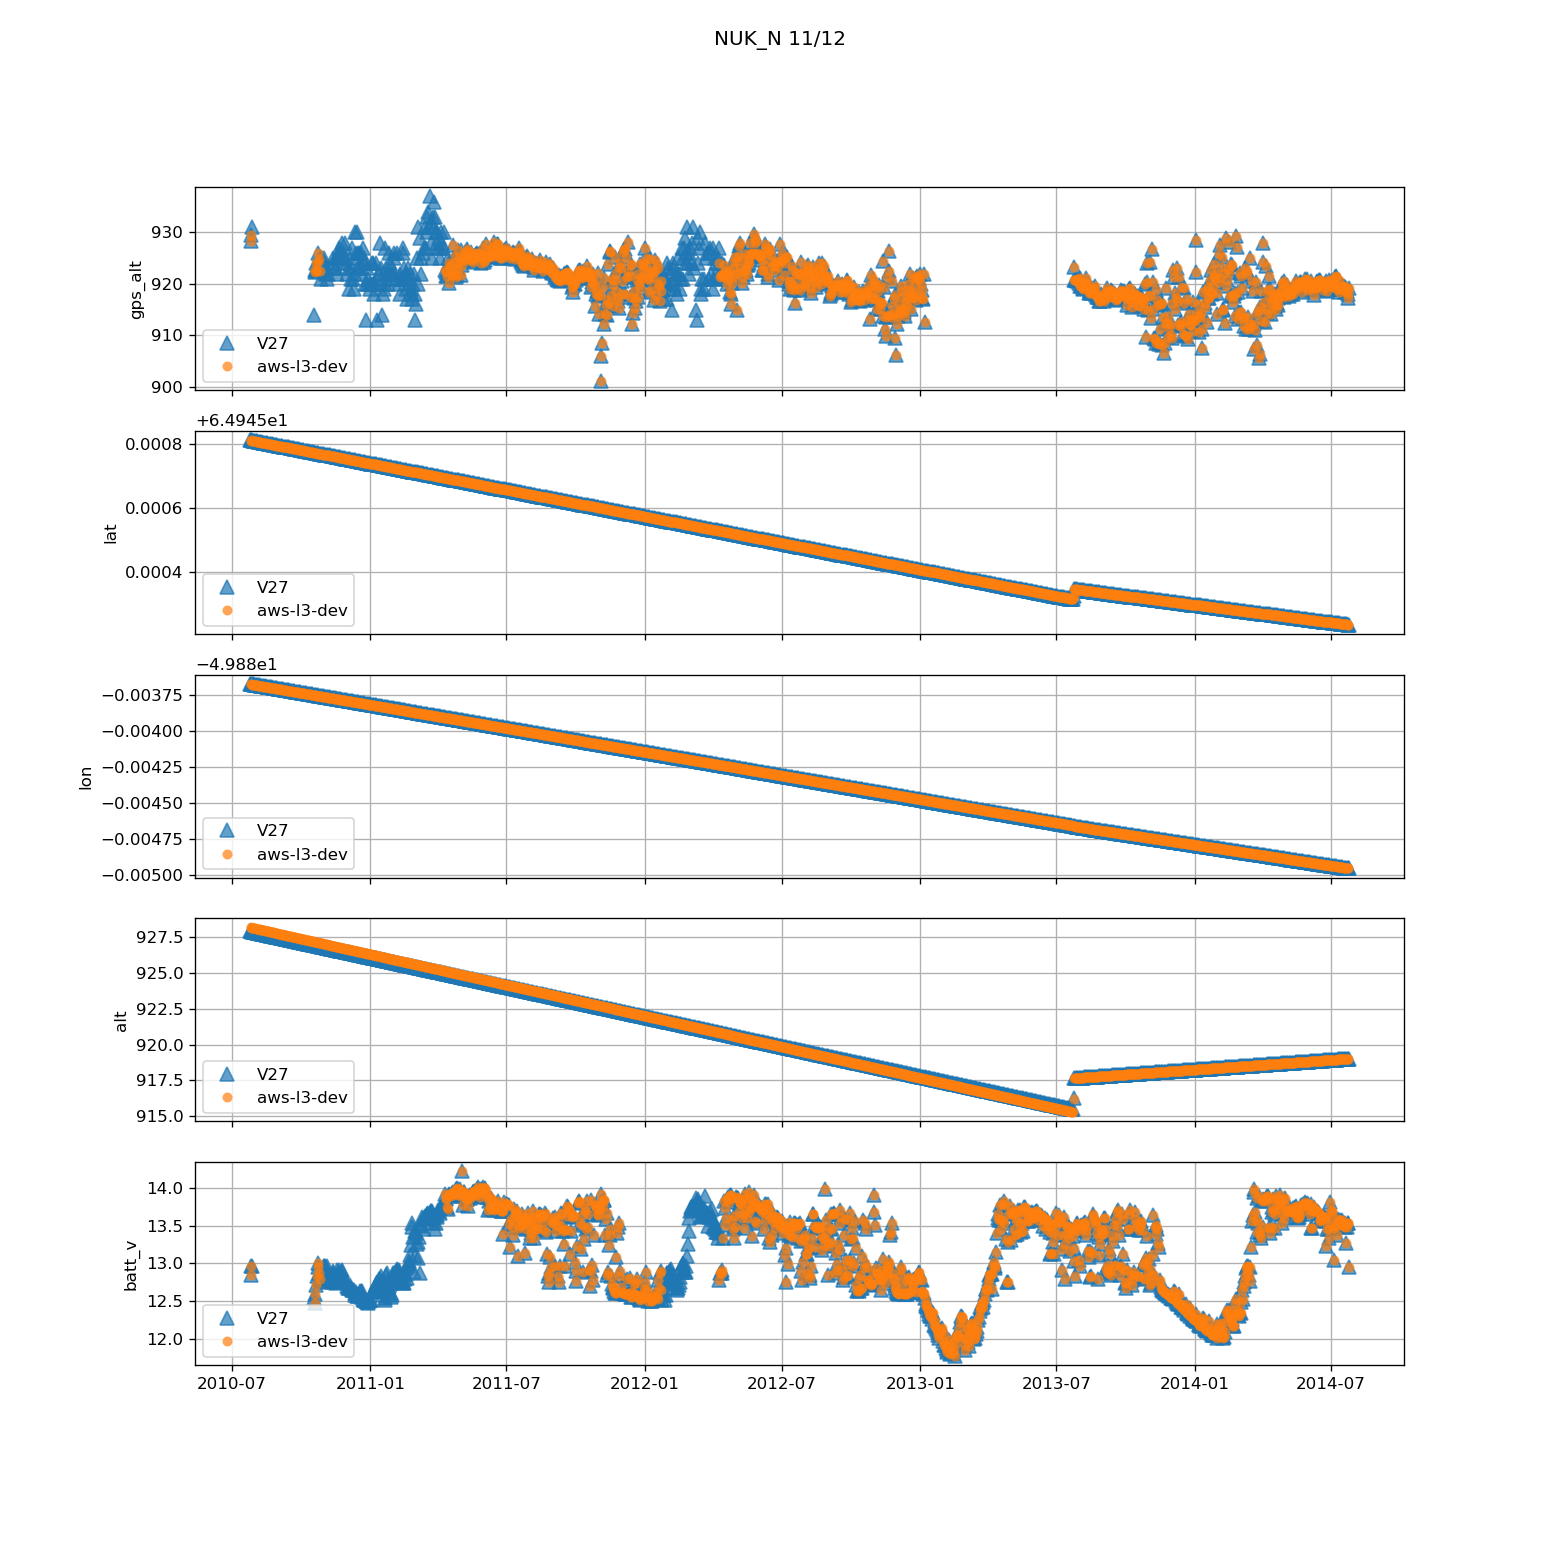 NUK_N 11/12
930
920
910
900
gps_alt
V27
aws-l3-dev
+6.4945e1
0.0008
0.0006
0.0004
lat
V27
aws-l3-dev
−4.988e1
−0.00375
−0.00400
−0.00425
−0.00450
−0.00475
−0.00500
lon
V27
aws-l3-dev
927.5
925.0
922.5
920.0
917.5
915.0
alt
V27
aws-l3-dev
14.0
13.5
13.0
12.5
12.0
batt_v
V27
aws-l3-dev
2010-07 2011-01 2011-07 2012-01 2012-07 2013-01 2013-07 2014-01 2014-07